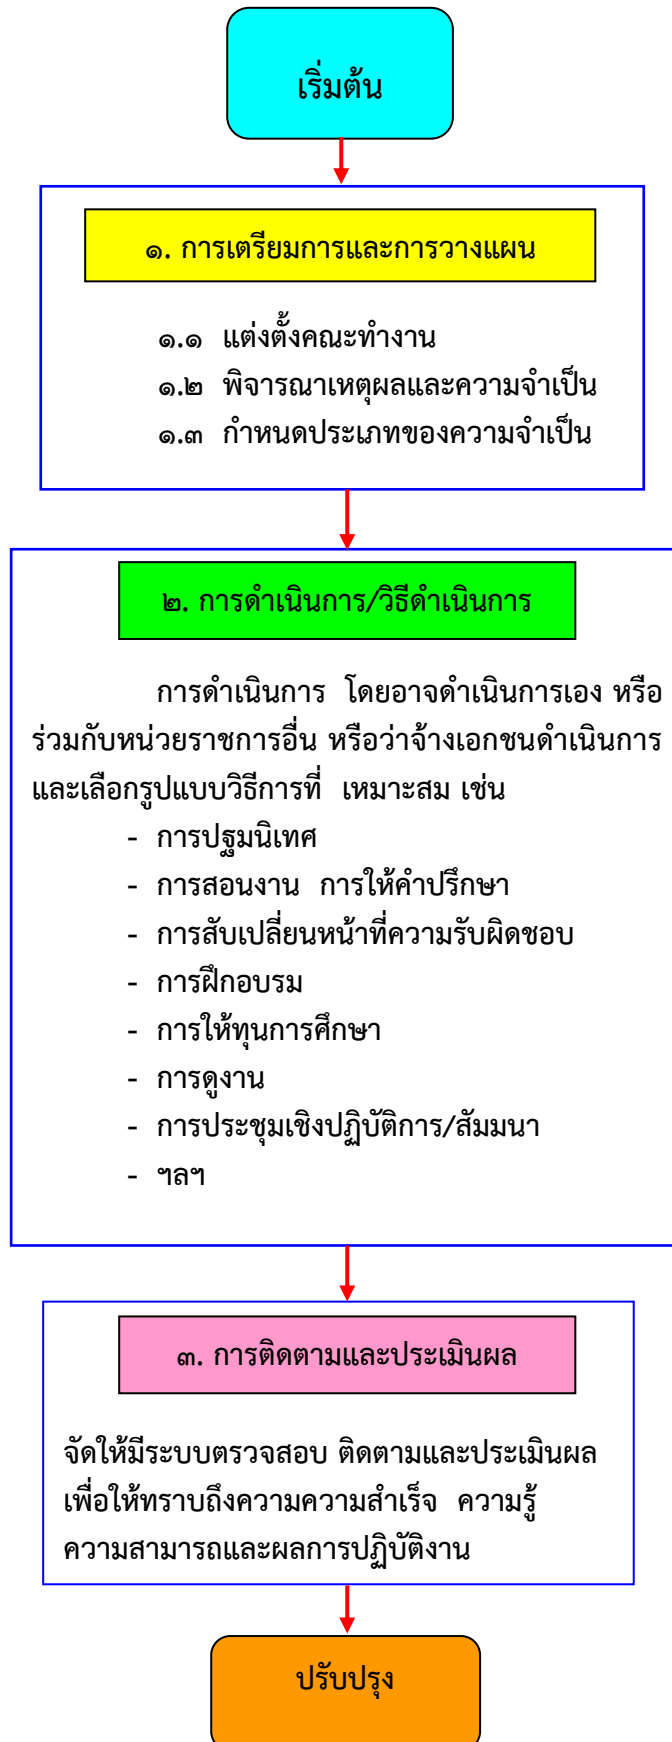 เริ่มต้น
๑. การเตรียมการและการวางแผน
๑.๑ แต่งตั้งคณะทำงาน
๑.๒ พิจารณาเหตุผลและความจำเป็น
๑.๓ กำหนดประเภทของความจำเป็น
๒. การดำเนินการ/วิธีดำเนินการ
การดำเนินการ โดยอาจดำเนินการเอง หรือ
ร่วมกับหน่วยราชการอื่น หรือว่าจ้างเอกชนดำเนินการ
และเลือกรูปแบบวิธีการที่ เหมาะสม เช่น
- การปฐมนิเทศ
- การสอนงาน การให้คำปรึกษา
- การสับเปลี่ยนหน้าที่ความรับผิดชอบ
- การฝึกอบรม
- การให้ทุนการศึกษา
- การดูงาน
- การประชุมเชิงปฏิบัติการ/สัมมนา
- ฯลฯ
๓. การติดตามและประเมินผล
จัดให้มีระบบตรวจสอบ ติดตามและประเมินผล
เพื่อให้ทราบถึงความความสำเร็จ ความรู้
ความสามารถและผลการปฏิบัติงาน
ปรับปรุง